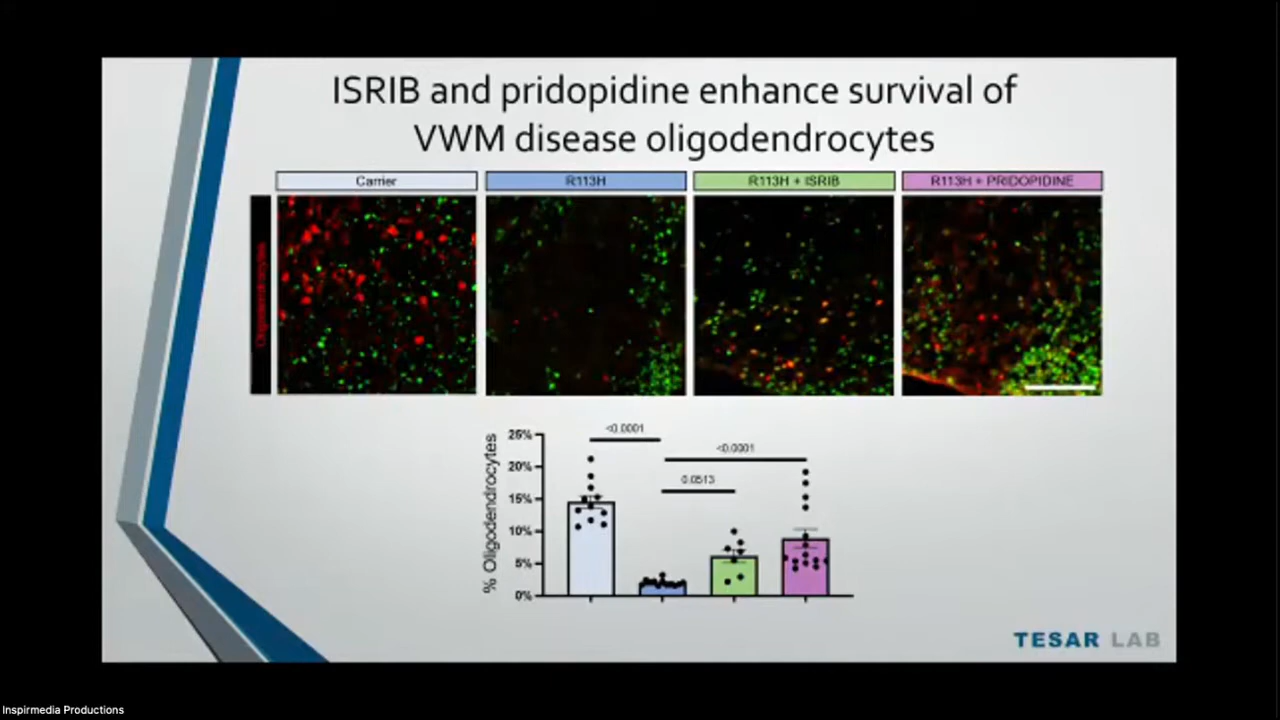 ISRIB and pridopidine enhance survival of
VWM disease oligodendrocytes
Carrier
R113H
R113H + ISRIB
R113H + PRIDOPIDINE
Oligodendrocytes
% Oligodendrocytes
25%
20%
15%
10%
5%
0%
<0.0001
<0.0001
0.0513
TESAR LAB
Inspirmedia Productions